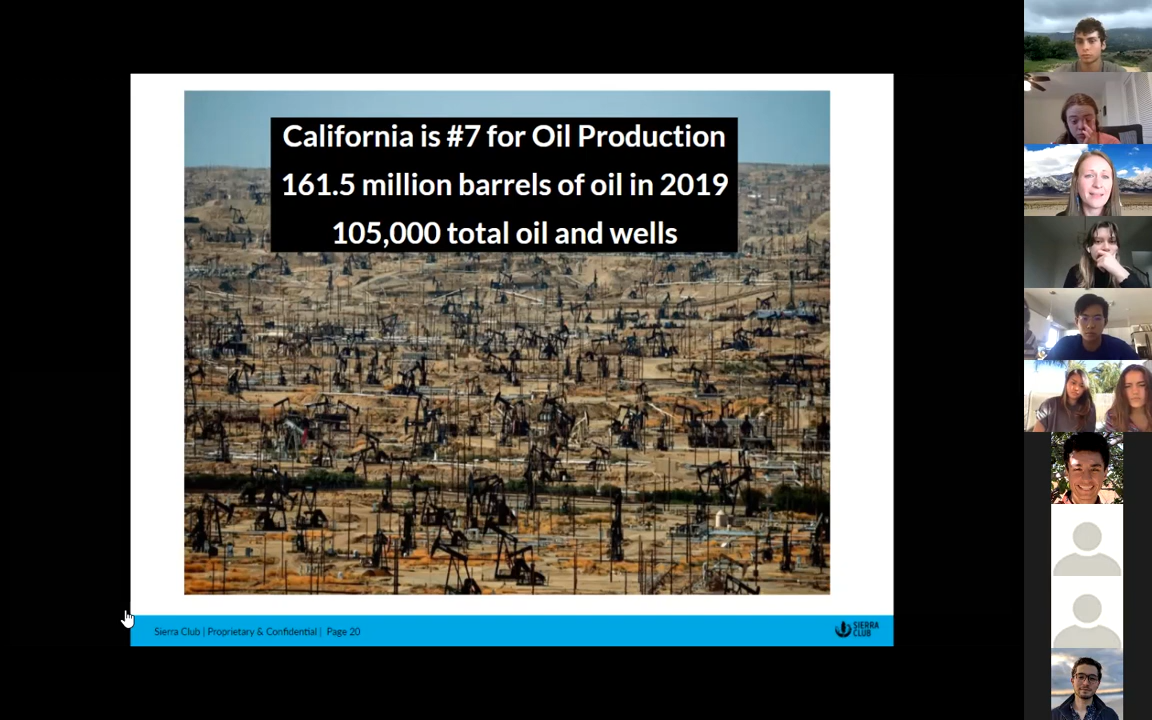 California is #7 for Oil Production
161.5 million barrels of oil in 2019
105,000 total oil and wells
Sierra Club | Proprietary & Confidential | Page 20
SIERRA
CLUB